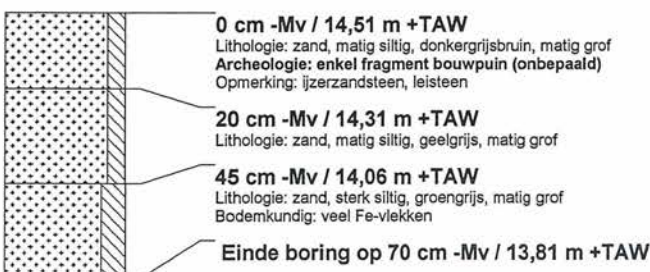 0 cm -Mv / 14,51 m +TAW
Lithologie: zand, matig siltig, donkergrijsbruin, matig grof
Archeologie: enkel fragment bouwpuin (onbepaald)
Opmerking: ijzerzandsteen, leisteen
20 cm -Mv / 14,31 m +TAW
Lithologie: zand, matig siltig, geelgrijs, matig grof
45 cm -Mv / 14,06 m +TAW
Lithologie: zand, sterk siltig, groengrijs, matig grof
Bodemkundig: veel Fe-vlekken
Einde boring op 70 cm -Mv / 13,81 m +TAW